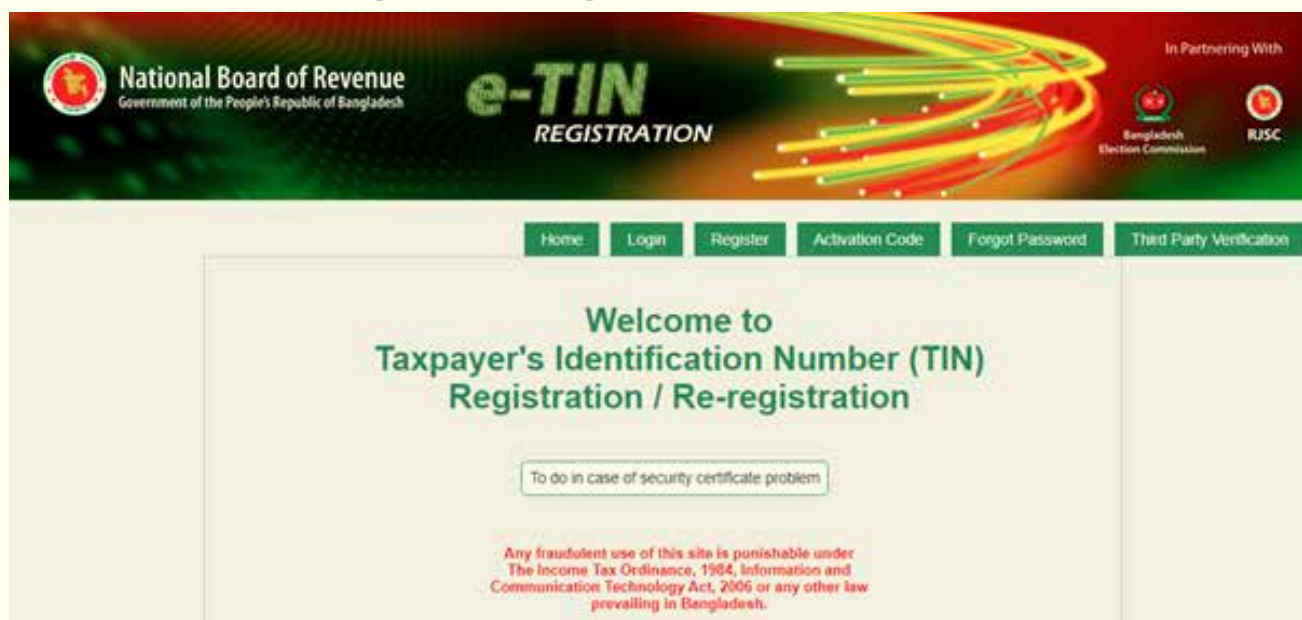 National Board of Revenue
Government of the People's Republic of Bangladesh
e-TIN
REGISTRATION
In Partnering With
Bangladesh
Election Commission
RJSC
Home Login Register Activation Code Forgot Password Third Party Verification
Welcome to
Taxpayer's Identification Number (TIN)
Registration / Re-registration
To do in case of security certificate problem
Any fraudulent use of this site is punishable under
The Income Tax Ordinance, 1984, Information and
Communication Technology Act, 2006 or any other law
prevailing in Bangladesh.